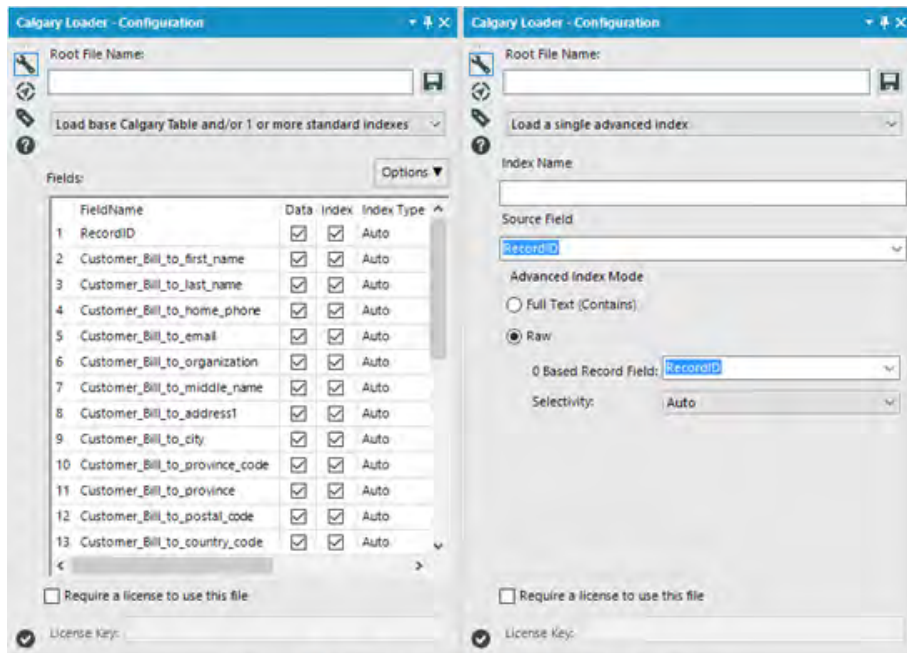 Calgary Loader - Configuration
Root File Name:
Load base Calgary Table and/or 1 or more standard indexes
Fields:
Options
FieldName Data Index Index Type
1 RecordID Auto
2 Customer_Bill_to_first_name Auto
3 Customer_Bill_to_last_name Auto
4 Customer_Bill_to_home_phone Auto
5 Customer_Bill_to_email Auto
6 Customer_Bill_to_organization Auto
7 Customer_Bill_to_middle_name Auto
8 Customer_Bill_to_address1 Auto
9 Customer_Bill_to_city Auto
10 Customer_Bill_to_province_code Auto
11 Customer_Bill_to_province Auto
12 Customer_Bill_to_postal_code Auto
13 Customer_Bill_to_country_code Auto
Require a license to use this file
License Key:
Calgary Loader - Configuration
Root File Name:
Load a single advanced index
Index Name
Source Field
RecordID
Advanced Index Mode
Full Text (Contains)
Raw
0 Based Record Field: RecordID
Selectivity: Auto
Require a license to use this file
License Key: